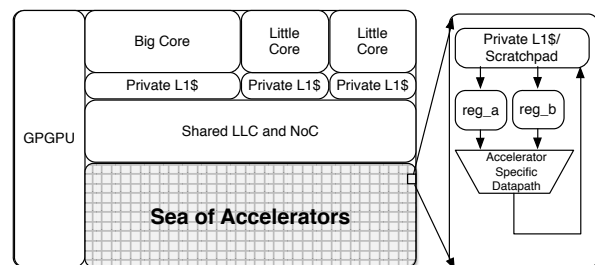 GPGPU
Big Core
Little
Core
Little
Core
Private L1$
Private L1$
Private L1$
Shared LLC and NoC
Sea of Accelerators
Private L1$/
Scratchpad
reg_a
reg_b
Accelerator
Specific
Datapath